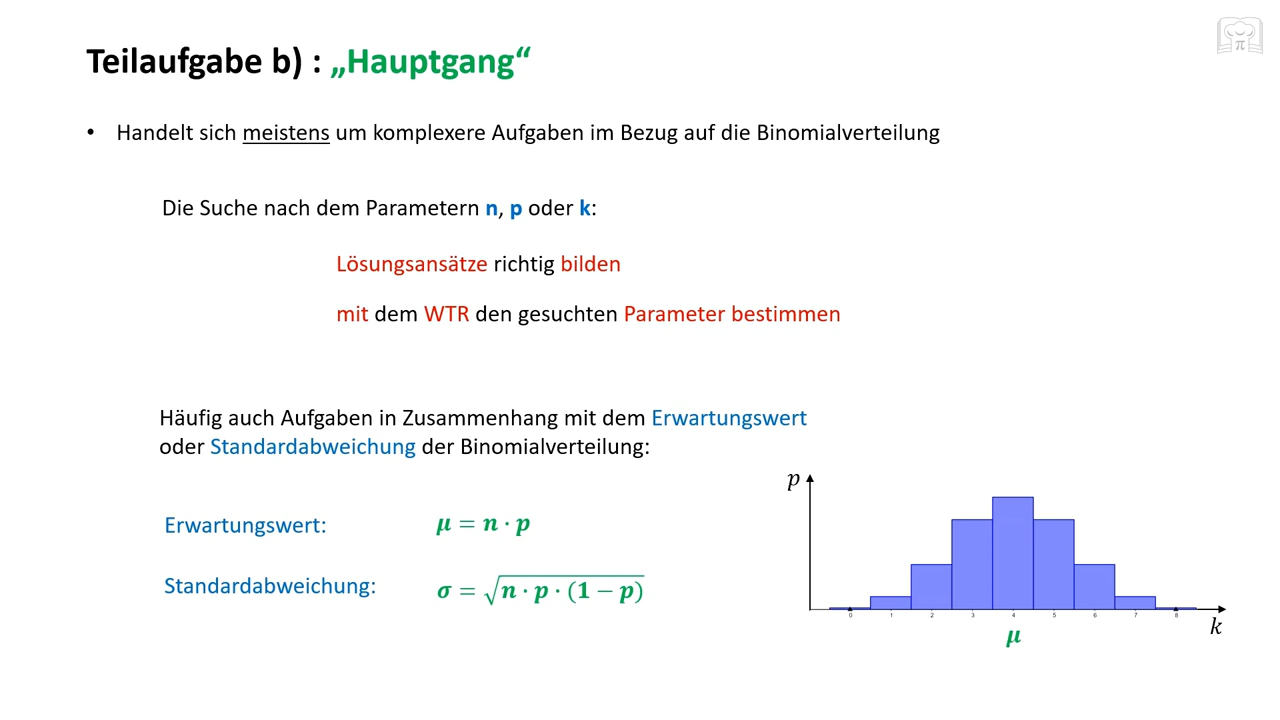 Teilaufgabe b) : „Hauptgang“
• Handelt sich meistens um komplexere Aufgaben im Bezug auf die Binomialverteilung
Die Suche nach dem Parametern n, p oder k:
Lösungsansätze richtig bilden
mit dem WTR den gesuchten Parameter bestimmen
Häufig auch Aufgaben in Zusammenhang mit dem Erwartungswert
oder Standardabweichung der Binomialverteilung:
Erwartungswert: μ = n · p
Standardabweichung: σ = √(n · p · (1 − p))
p
0 1 2 3 4 5 6 7 8
k
μ
π